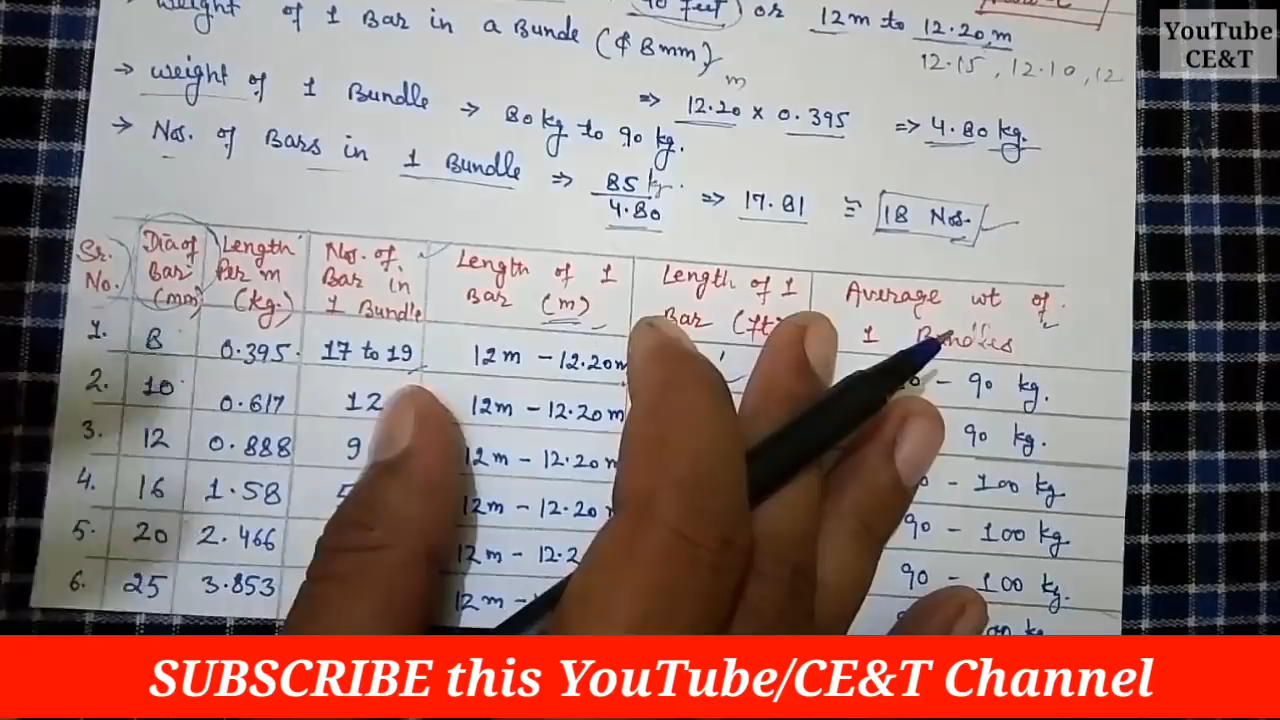 YouTube
CE&T
→ weight of 1 Bar in a Bunde (¢ 8mm)
40 feet) or 12m to 12.20,m
12.15, 12.10, 12
m
⇒ 12.20 x 0.395 ⇒ 4.80 kg.
→ weight of 1 Bundle → 80 kg to 90 kg.
→ Nos. of Bars in 1 Bundle ⇒ 85 kg. / 4.80 ⇒ 17.81 ≅ 18 Nos.
Sr. No. Dia of Bar (mm) Length Per m (kg) Nos. of Bar in 1 Bundle Length of 1 Bar (m) Length of 1 Bar (ft) Average wt of 1 Bundles
1. 8 0.395 17 to 19 12m - 12.20m - 90 kg.
2. 10 0.617 12 12m - 12.20m 90 kg.
3. 12 0.888 9 12m - 12.20m - 100 kg
4. 16 1.58 12m - 12.20 90 - 100 kg
5. 20 2.466 12m - 12.2 90 - 100 kg.
6. 25 3.853 12m - kg
SUBSCRIBE this YouTube/CE&T Channel